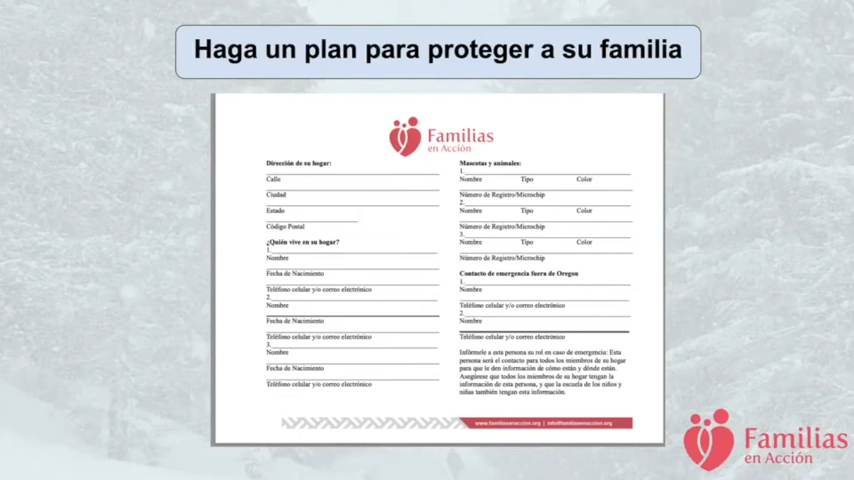 Haga un plan para proteger a su familia
Familias
en Acción
Dirección de su hogar:
Calle
Ciudad
Estado
Código Postal
¿Quién vive en su hogar?
1.
Nombre
Fecha de Nacimiento
Teléfono celular y/o correo electrónico
2.
Nombre
Fecha de Nacimiento
Teléfono celular y/o correo electrónico
3.
Nombre
Fecha de Nacimiento
Teléfono celular y/o correo electrónico
Mascotas y animales:
1.
Nombre Tipo Color
Número de Registro/Microchip
2.
Nombre Tipo Color
Número de Registro/Microchip
3.
Nombre Tipo Color
Número de Registro/Microchip
Contacto de emergencia fuera de Oregon
1.
Nombre
Teléfono celular y/o correo electrónico
2.
Nombre
Teléfono celular y/o correo electrónico
Infórmele a esta persona su rol en caso de emergencia: Esta
persona será el contacto para todos los miembros de su hogar
para que le den información de cómo están y dónde están.
Asegúrese que todos los miembros de su hogar tengan la
información de esta persona, y que la escuela de los niños y
niñas también tengan esta información.
www.familiasenaccion.org | info@familiasenaccion.org
Familias
en Acción